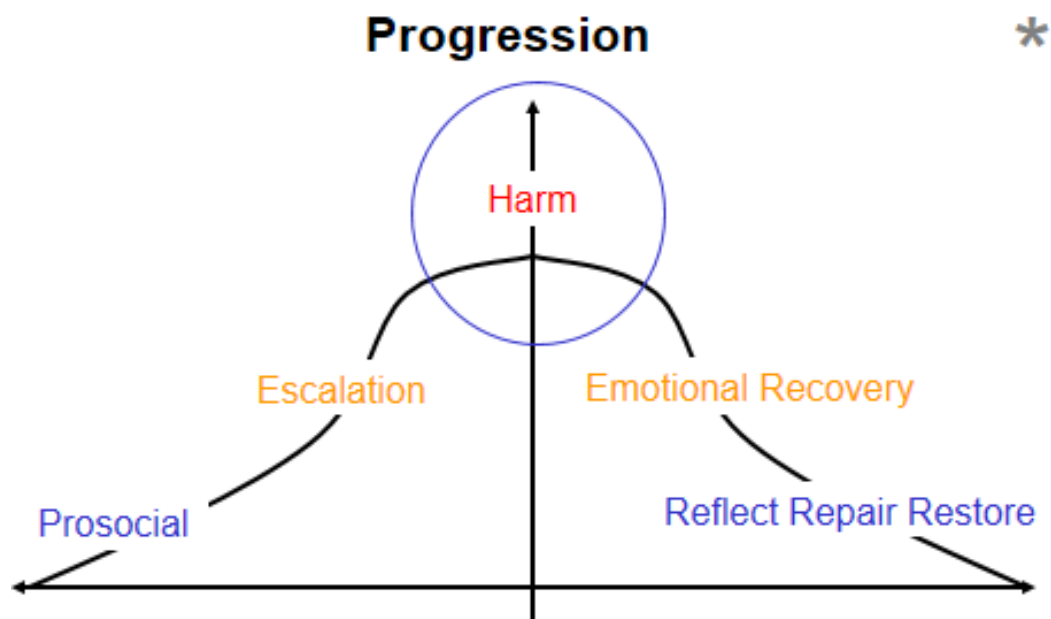 Progression *
Harm
Escalation
Emotional Recovery
Prosocial
Reflect Repair Restore